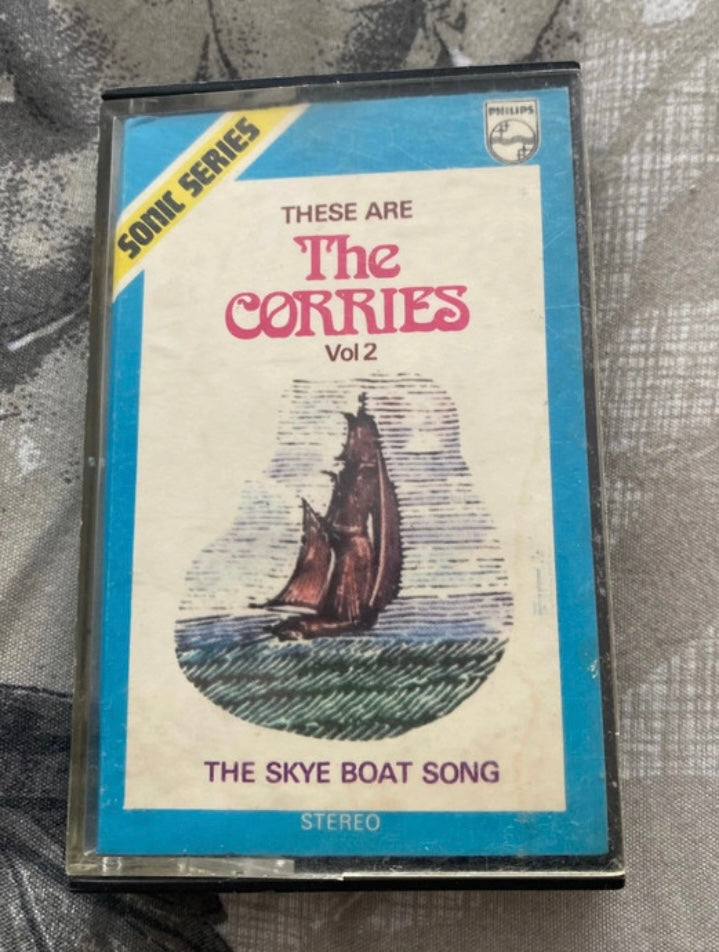 SONIC SERIES
PHILIPS
THESE ARE
The
CORRIES
Vol 2
THE SKYE BOAT SONG
STEREO